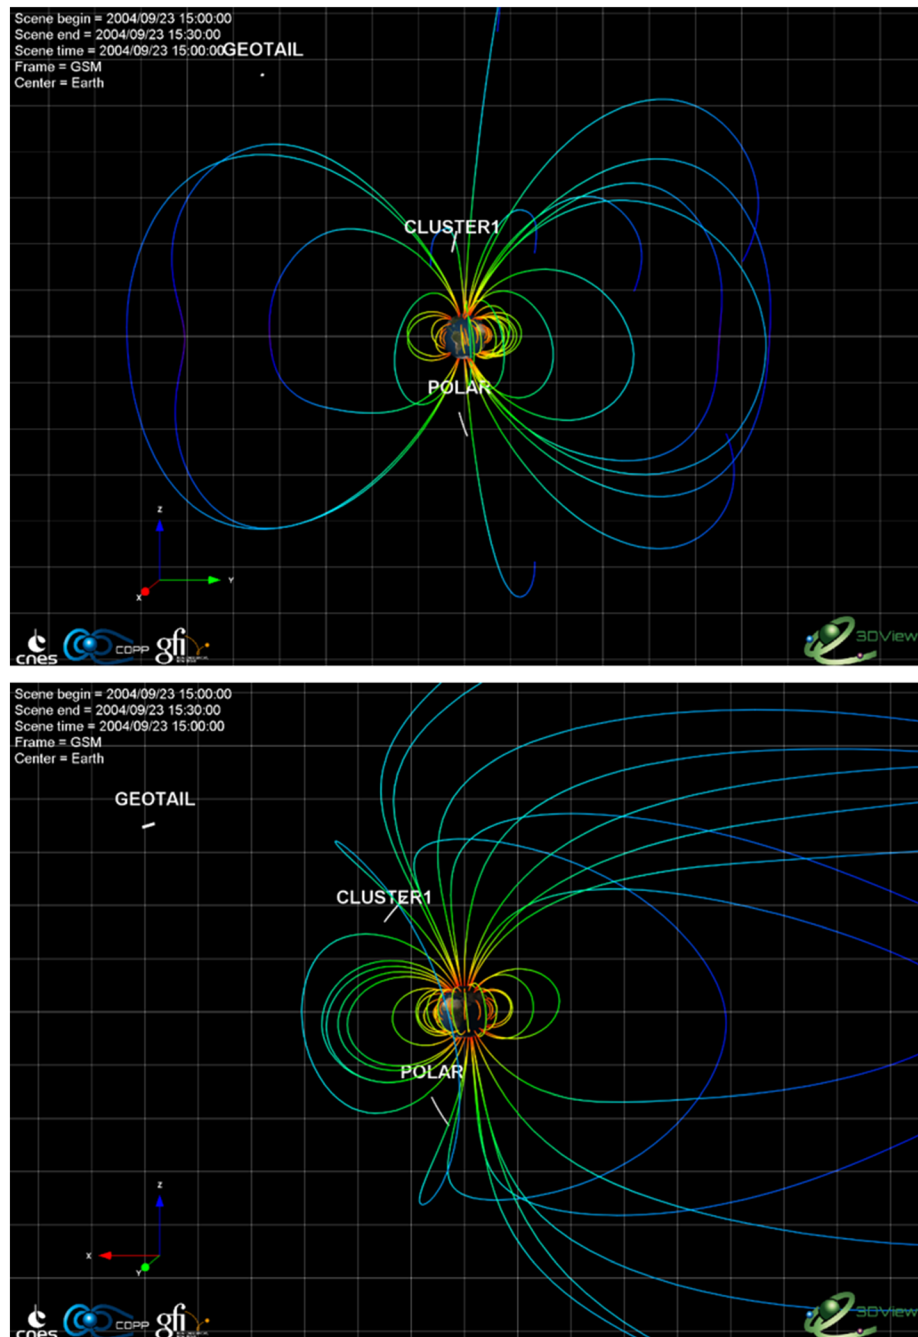 Scene begin = 2004/09/23 15:00:00
Scene end = 2004/09/23 15:30:00
Scene time = 2004/09/23 15:00:00
GEOTAIL
Frame = GSM
Center = Earth
CLUSTER1
POLAR
Z
Y
X
cnes CDPP gfi
3DView
Scene begin = 2004/09/23 15:00:00
Scene end = 2004/09/23 15:30:00
Scene time = 2004/09/23 15:00:00
Frame = GSM
Center = Earth
GEOTAIL
CLUSTER1
POLAR
Z
X
Y
cnes CDPP gfi
3DView